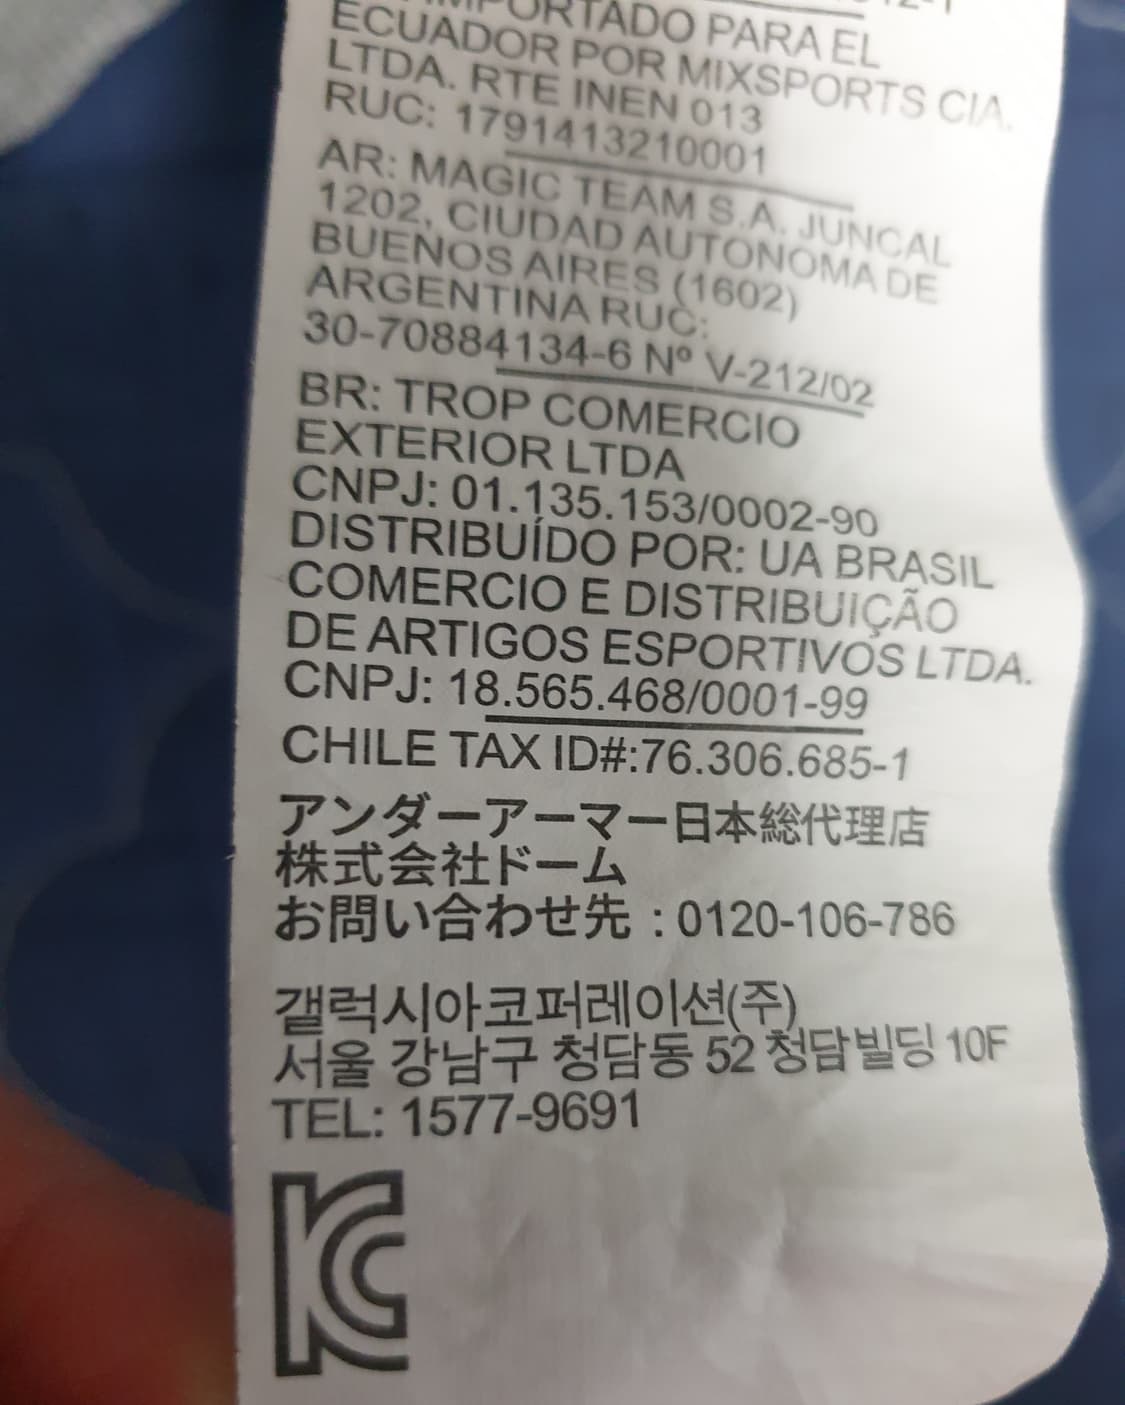 IMPORTADO PARA EL
ECUADOR POR MIXSPORTS CIA.
LTDA. RTE INEN 013
RUC: 1791413210001
AR: MAGIC TEAM S.A. JUNCAL
1202, CIUDAD AUTONOMA DE
BUENOS AIRES (1602)
ARGENTINA RUC:
30-70884134-6 Nº V-212/02
BR: TROP COMERCIO
EXTERIOR LTDA
CNPJ: 01.135.153/0002-90
DISTRIBUÍDO POR: UA BRASIL
COMERCIO E DISTRIBUIÇÃO
DE ARTIGOS ESPORTIVOS LTDA.
CNPJ: 18.565.468/0001-99
CHILE TAX ID#:76.306.685-1
アンダーアーマー日本総代理店
株式会社ドーム
お問い合わせ先 : 0120-106-786
갤럭시아코퍼레이션(주)
서울 강남구 청담동 52 청담빌딩 10F
TEL: 1577-9691
KC